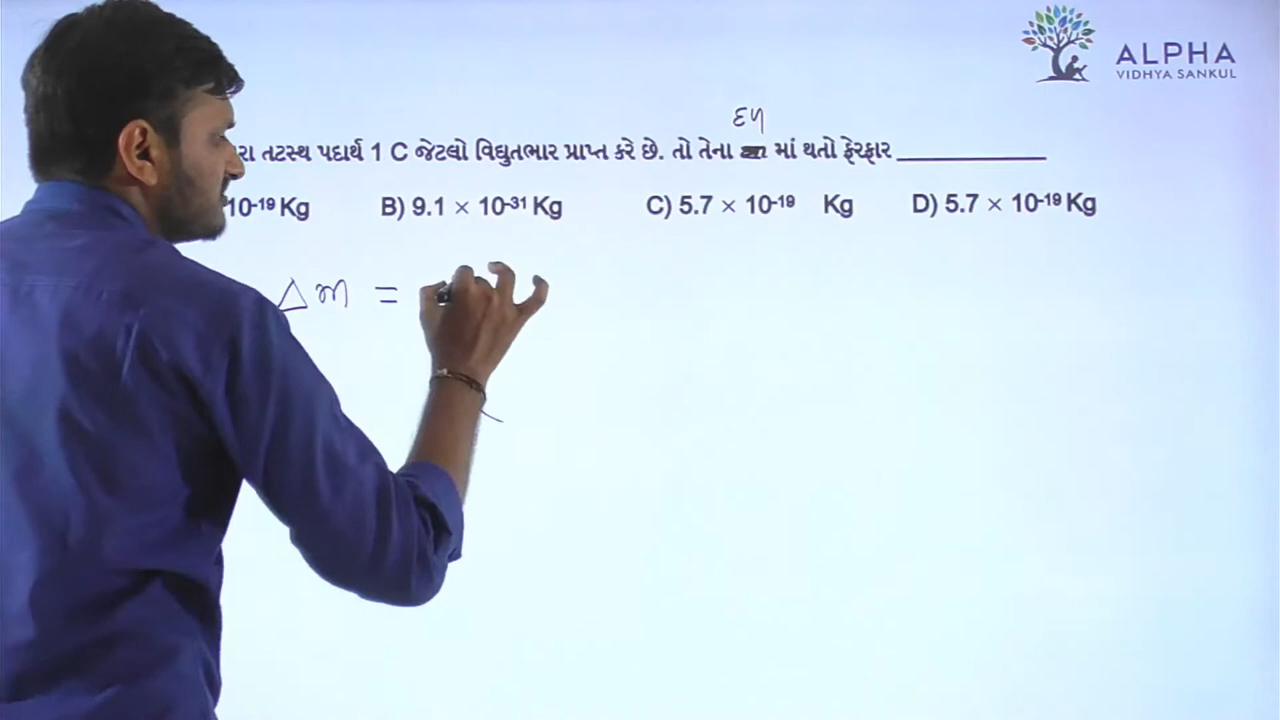 ALPHA
VIDHYA SANKUL
દળ
રા તટસ્થ પદાર્થ 1 C જેટલો વિદ્યુતભાર પ્રાપ્ત કરે છે. તો તેના માં થતો ફેરફાર ___________
10-¹⁹ Kg B) 9.1 × 10-³¹ Kg C) 5.7 × 10-¹⁹ Kg D) 5.7 × 10-¹⁹ Kg
Δm =